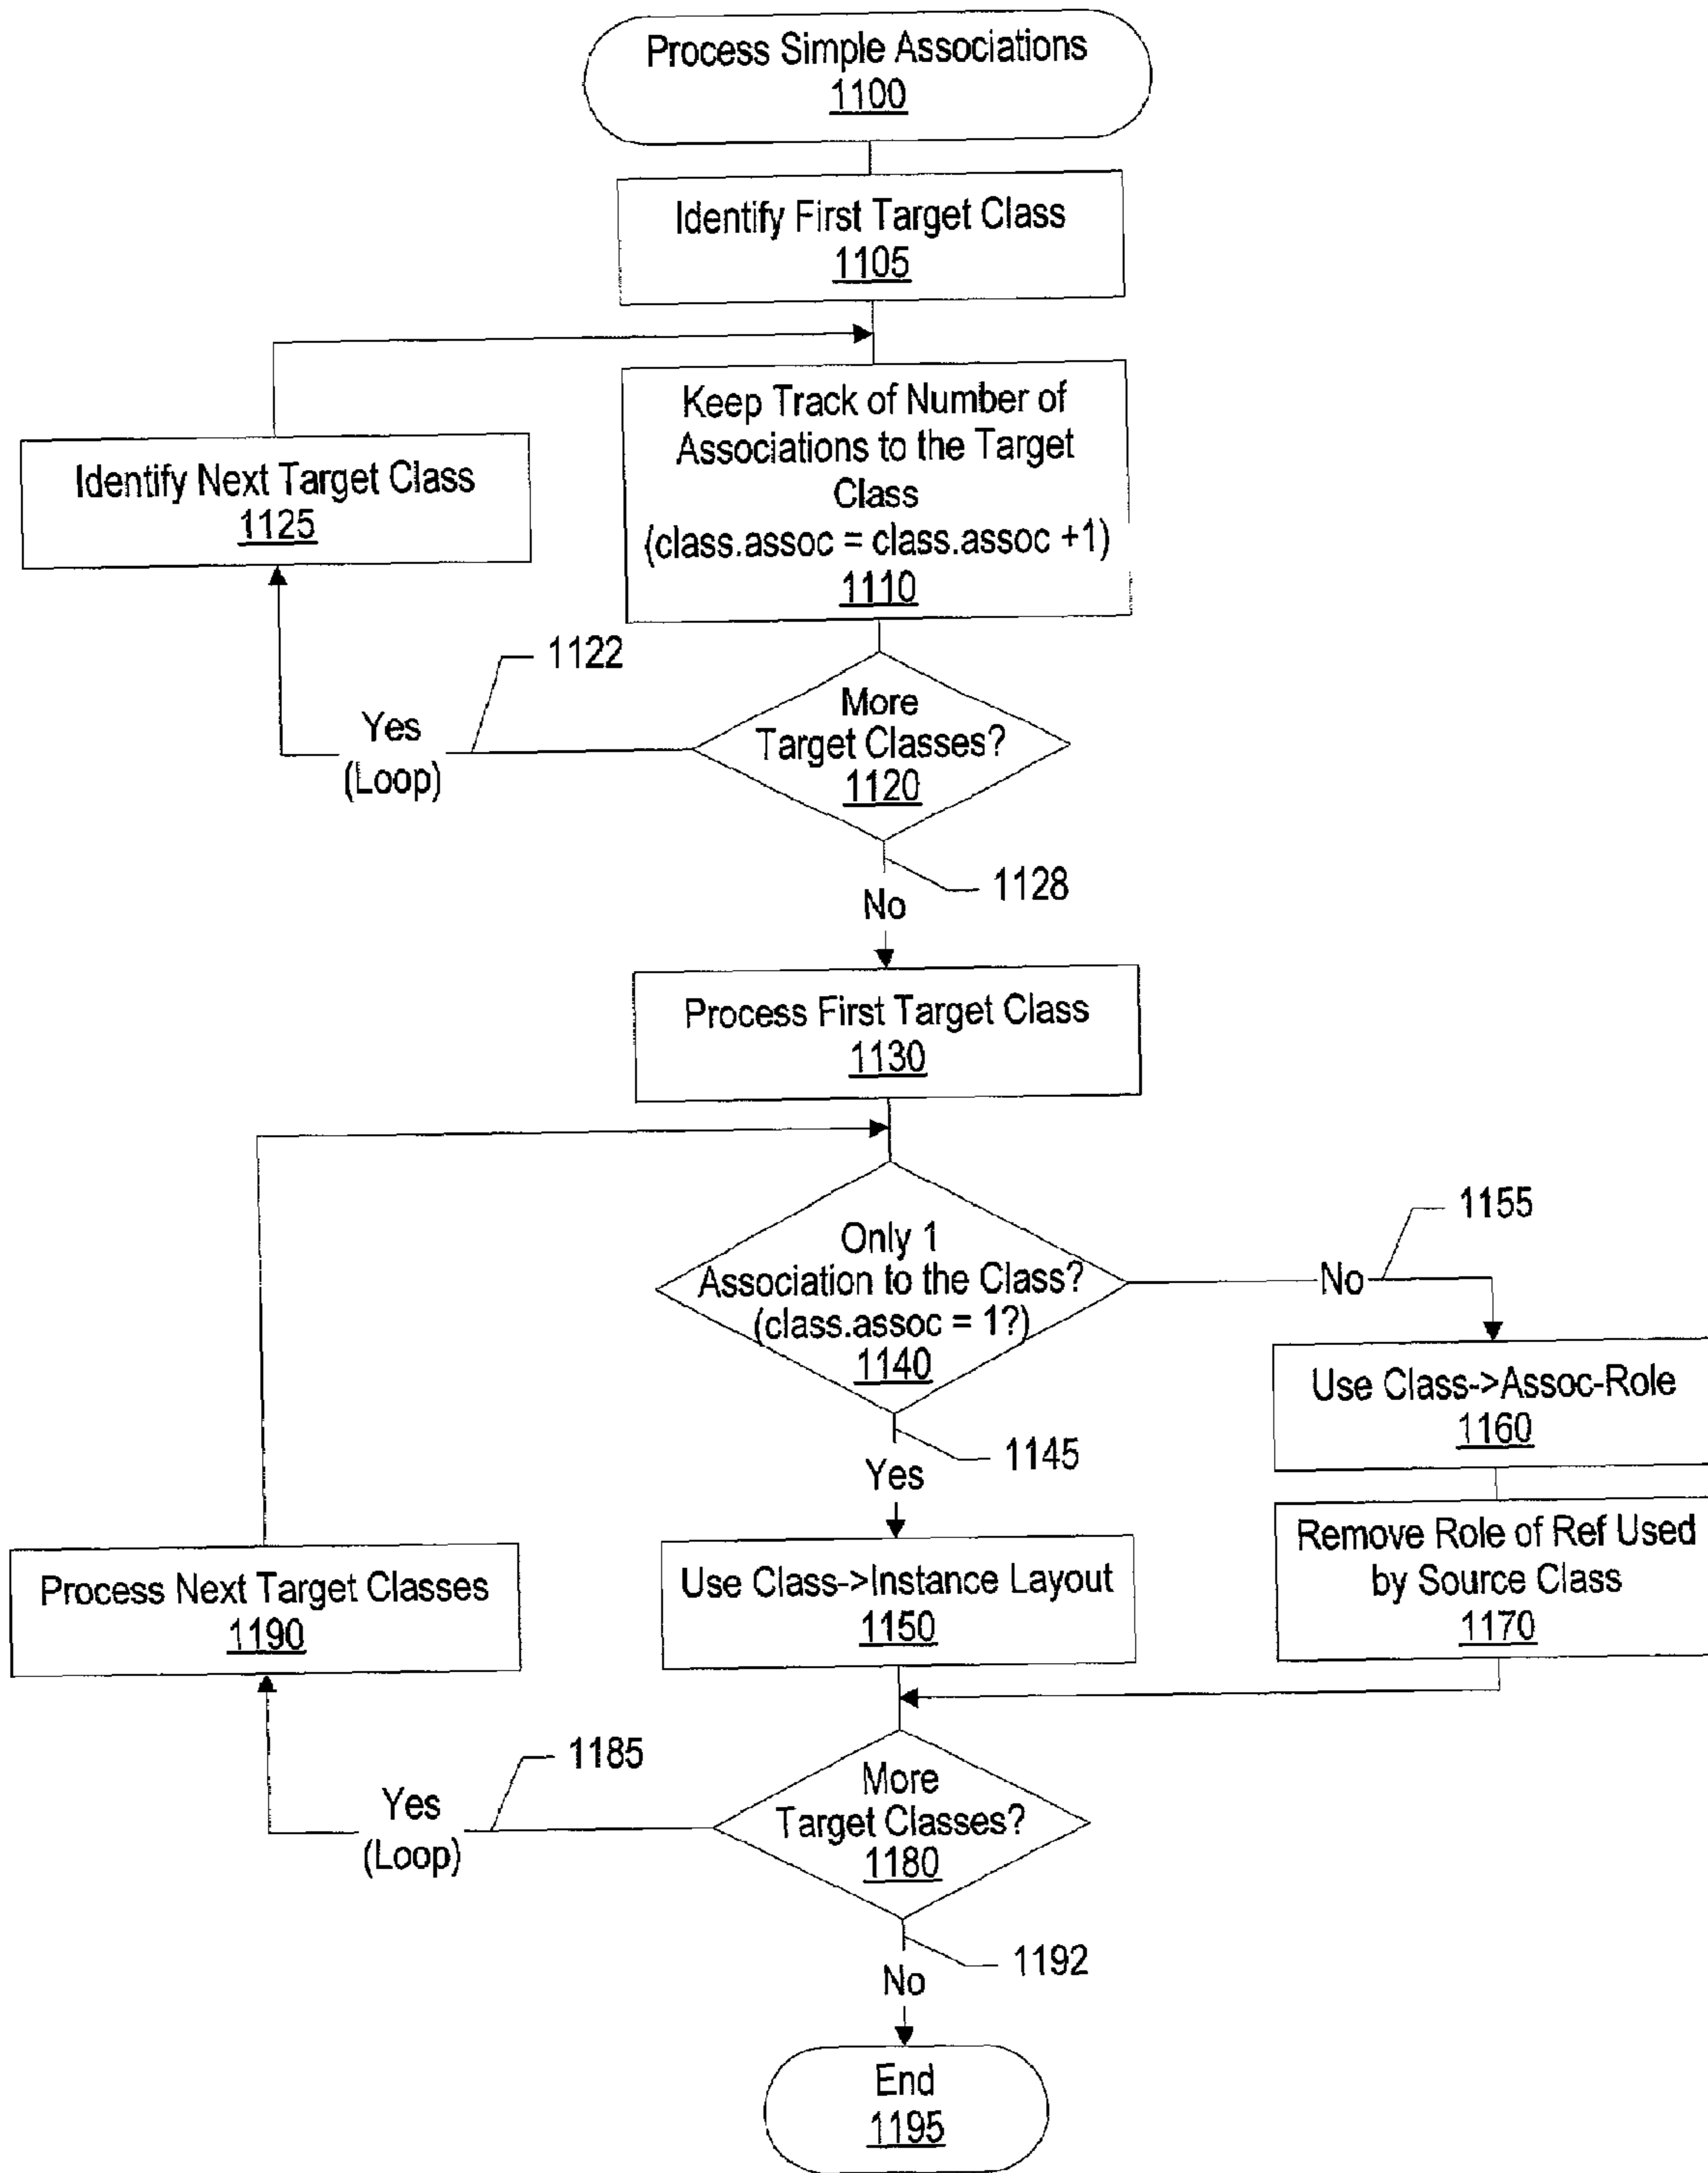 Process Simple Associations
1100
Identify First Target Class
1105
Keep Track of Number of
Associations to the Target
Class
(class.assoc = class.assoc +1)
1110
Identify Next Target Class
1125
1122
Yes
(Loop)
More
Target Classes?
1120
1128
No
Process First Target Class
1130
Only 1
Association to the Class?
(class.assoc = 1?)
1140
1155
No
Use Class->Assoc-Role
1160
Remove Role of Ref Used
by Source Class
1170
1145
Yes
Use Class->Instance Layout
1150
Process Next Target Classes
1190
1185
Yes
(Loop)
More
Target Classes?
1180
1192
No
End
1195